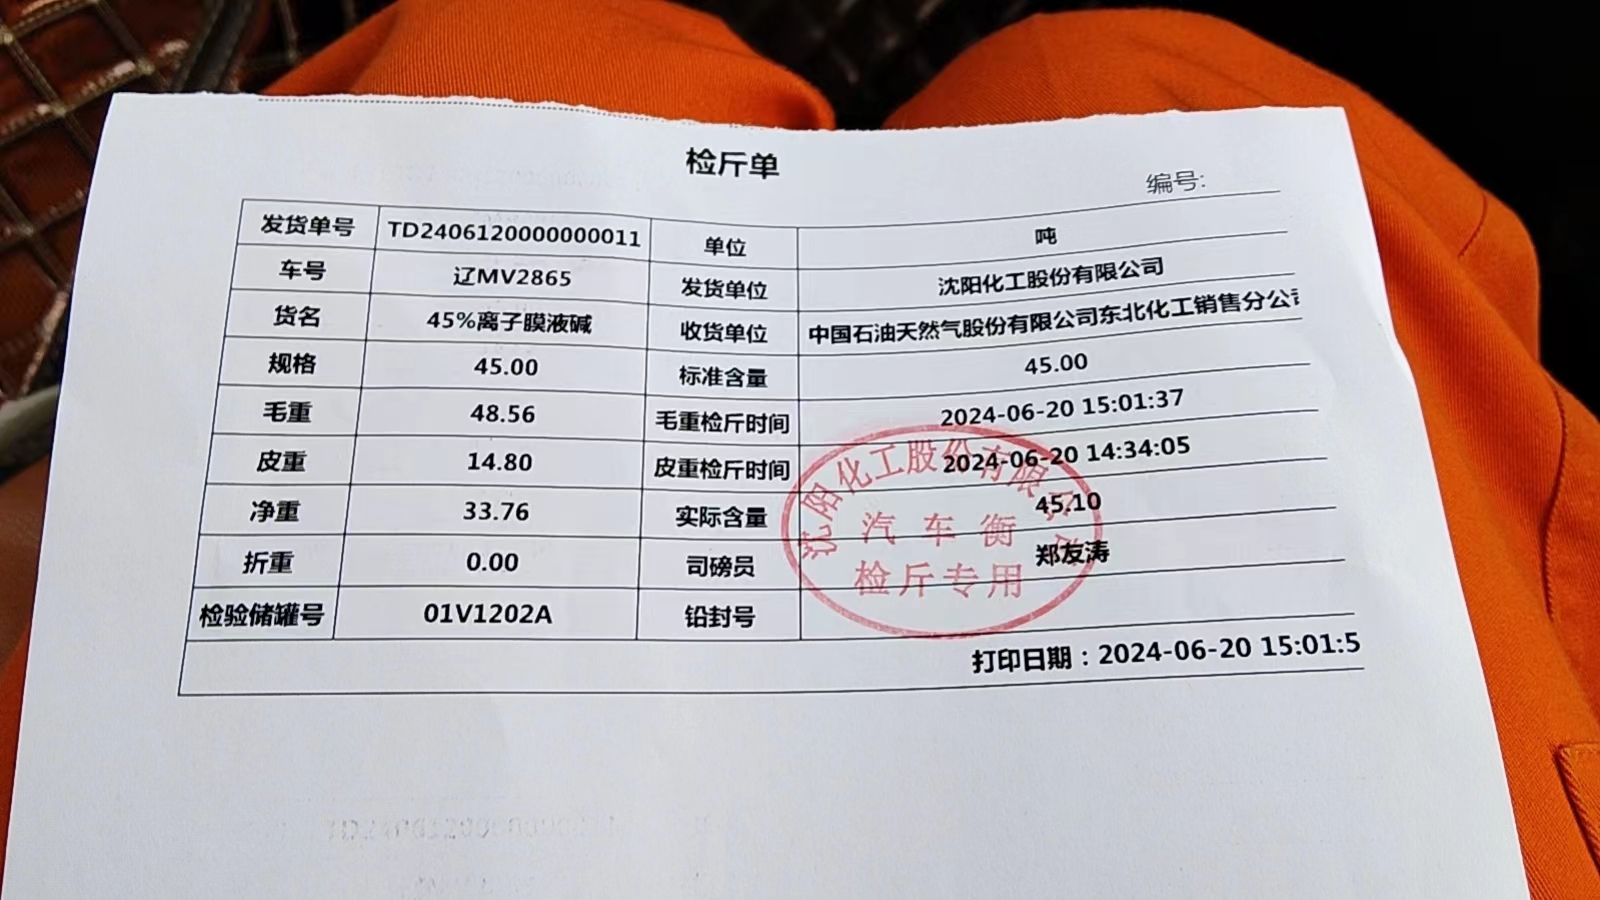 检斤单
编号:
发货单号 TD2406120000000011 单位 吨
车号 辽MV2865 发货单位 沈阳化工股份有限公司
货名 45%离子膜液碱 收货单位 中国石油天然气股份有限公司东北化工销售分公司
规格 45.00 标准含量 45.00
毛重 48.56 毛重检斤时间 2024-06-20 15:01:37
皮重 14.80 皮重检斤时间 2024-06-20 14:34:05
净重 33.76 实际含量 45.10
折重 0.00 司磅员 郑友涛
检验储罐号 01V1202A 铅封号
打印日期：2024-06-20 15:01:5
沈阳化工股份有限公司
汽车衡
检斤专用